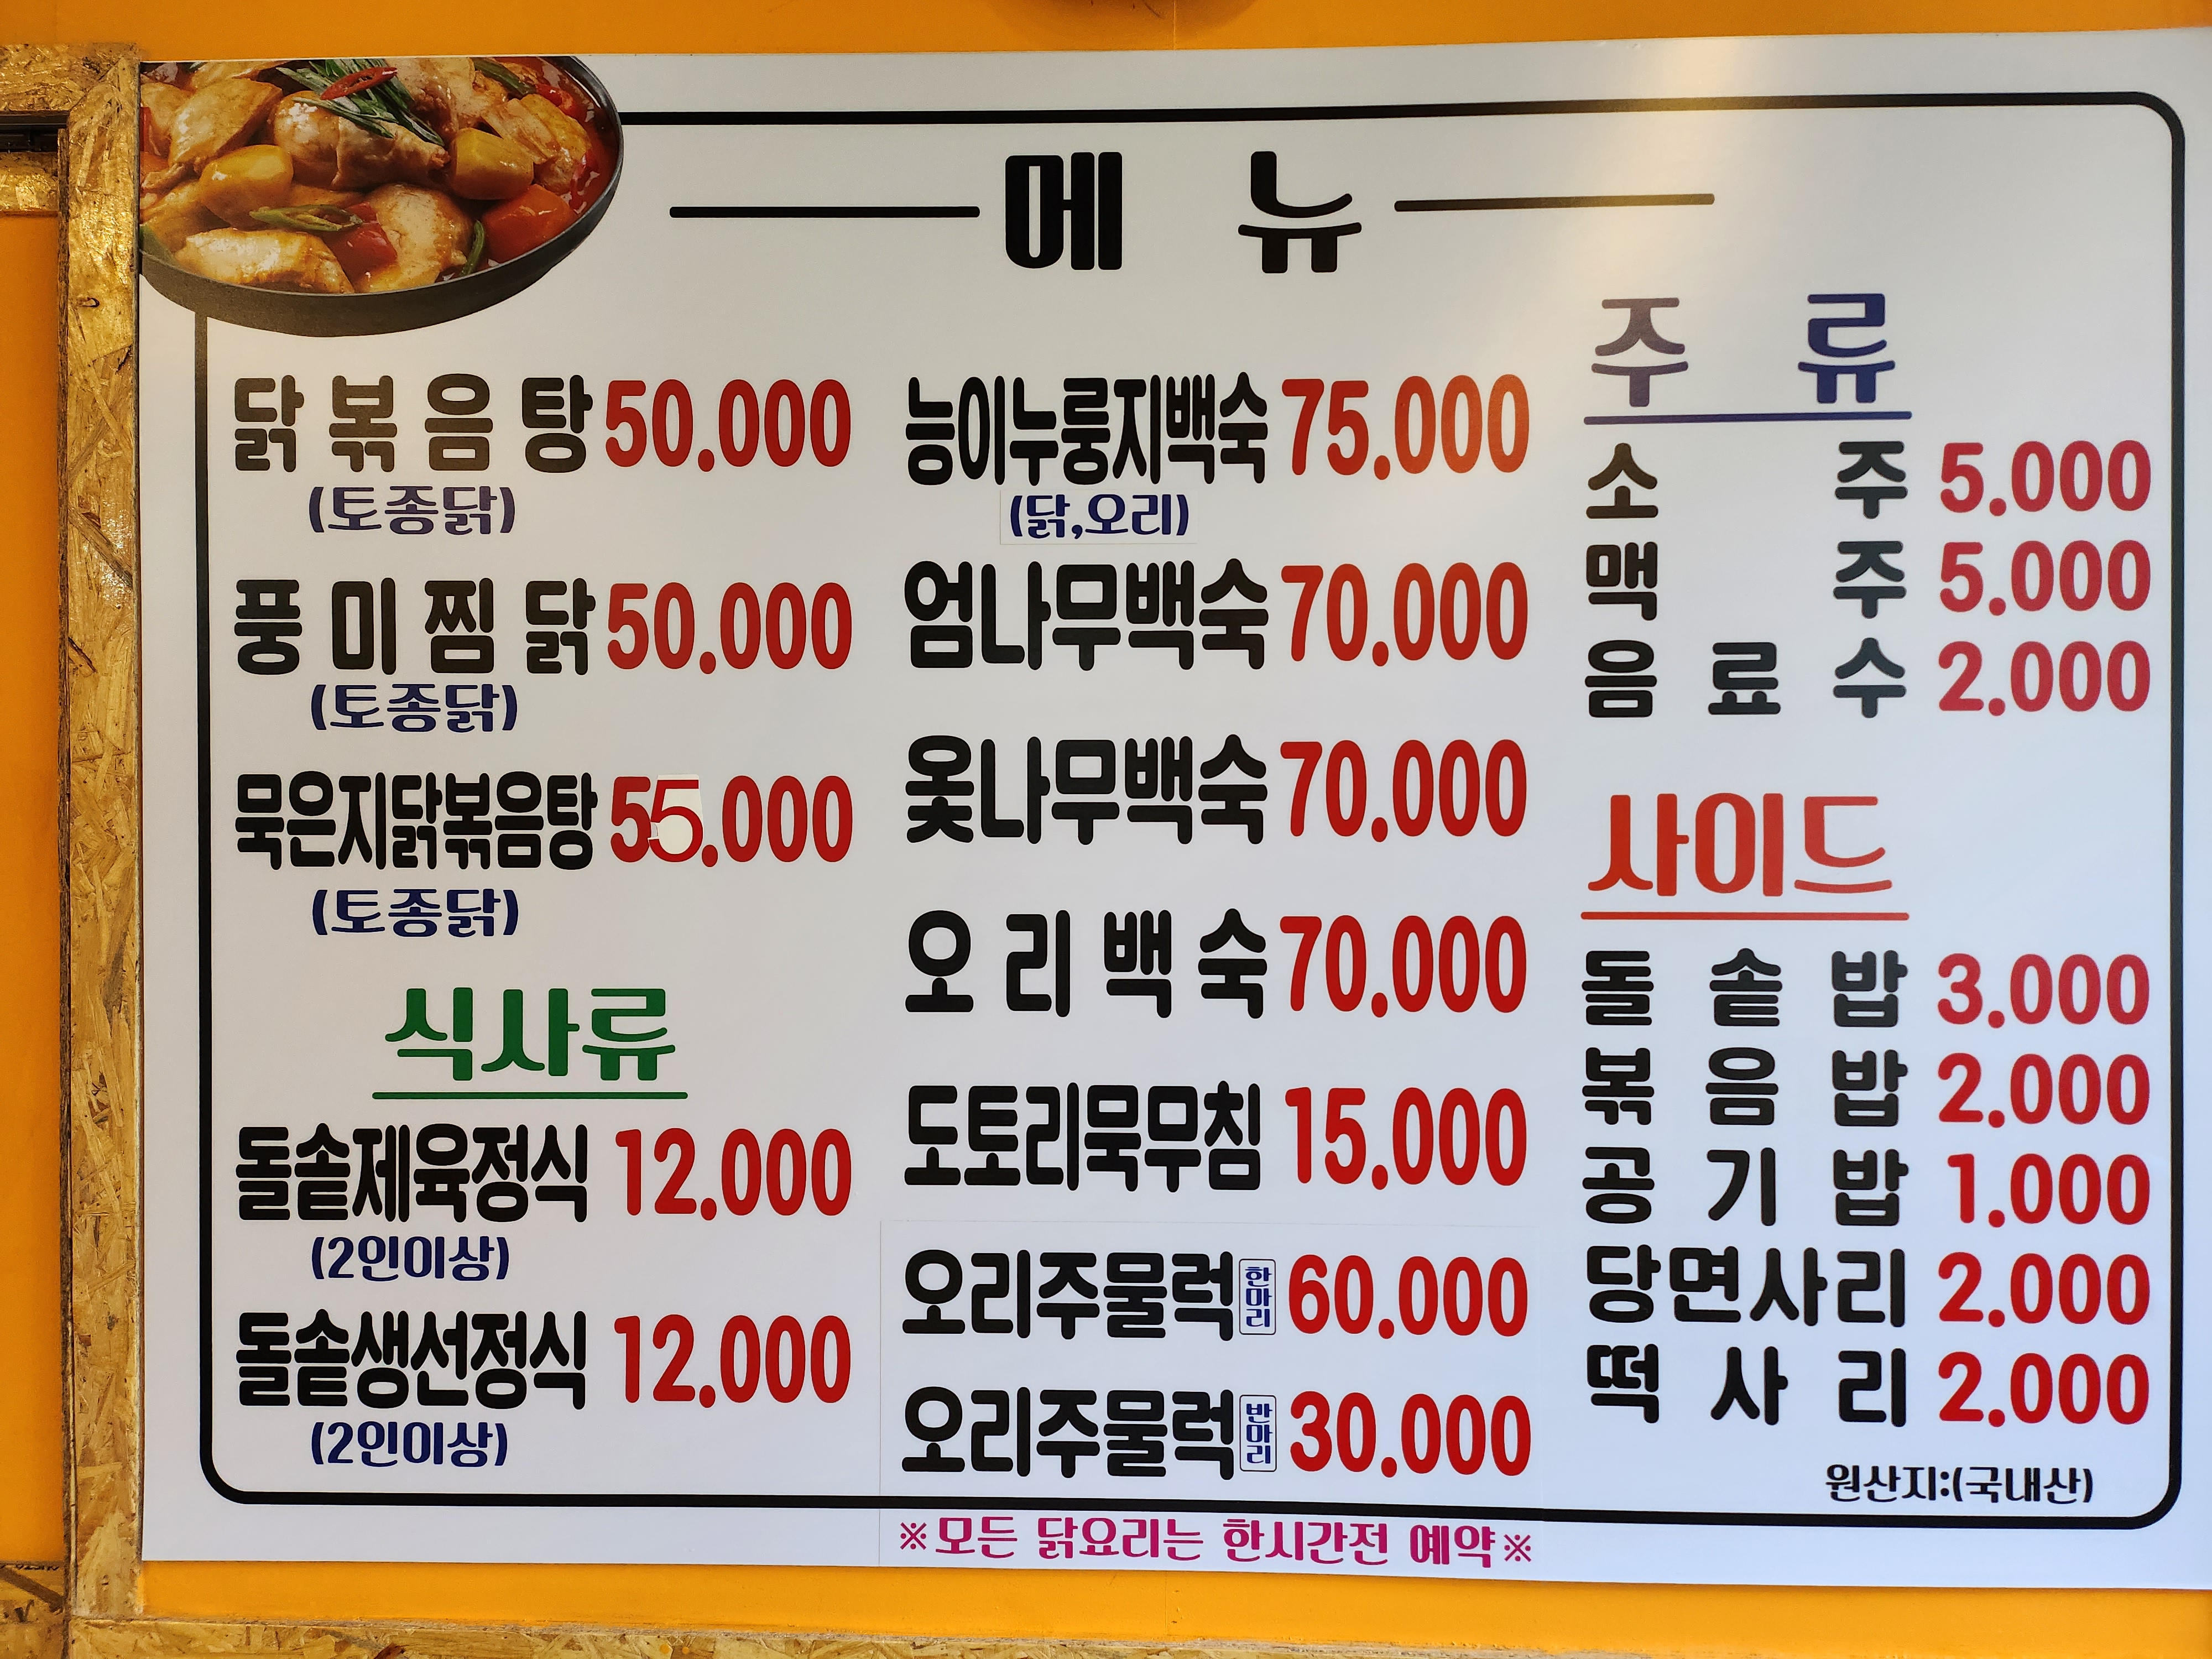 메 뉴
닭 볶 음 탕 50.000
(토종닭)
풍 미 찜 닭 50.000
(토종닭)
묵은지닭볶음탕 55.000
(토종닭)
식사류
돌솥제육정식 12.000
(2인이상)
돌솥생선정식 12.000
(2인이상)
능이누룽지백숙 75.000
(닭,오리)
엄나무백숙 70.000
옻나무백숙 70.000
오 리 백 숙 70.000
도토리묵무침 15.000
오리주물럭 한마리 60.000
오리주물럭 반마리 30.000
주 류
소 주 5.000
맥 주 5.000
음 료 수 2.000
사이드
돌 솥 밥 3.000
볶 음 밥 2.000
공 기 밥 1.000
당면사리 2.000
떡 사 리 2.000
원산지:(국내산)
※모든 닭요리는 한시간전 예약※